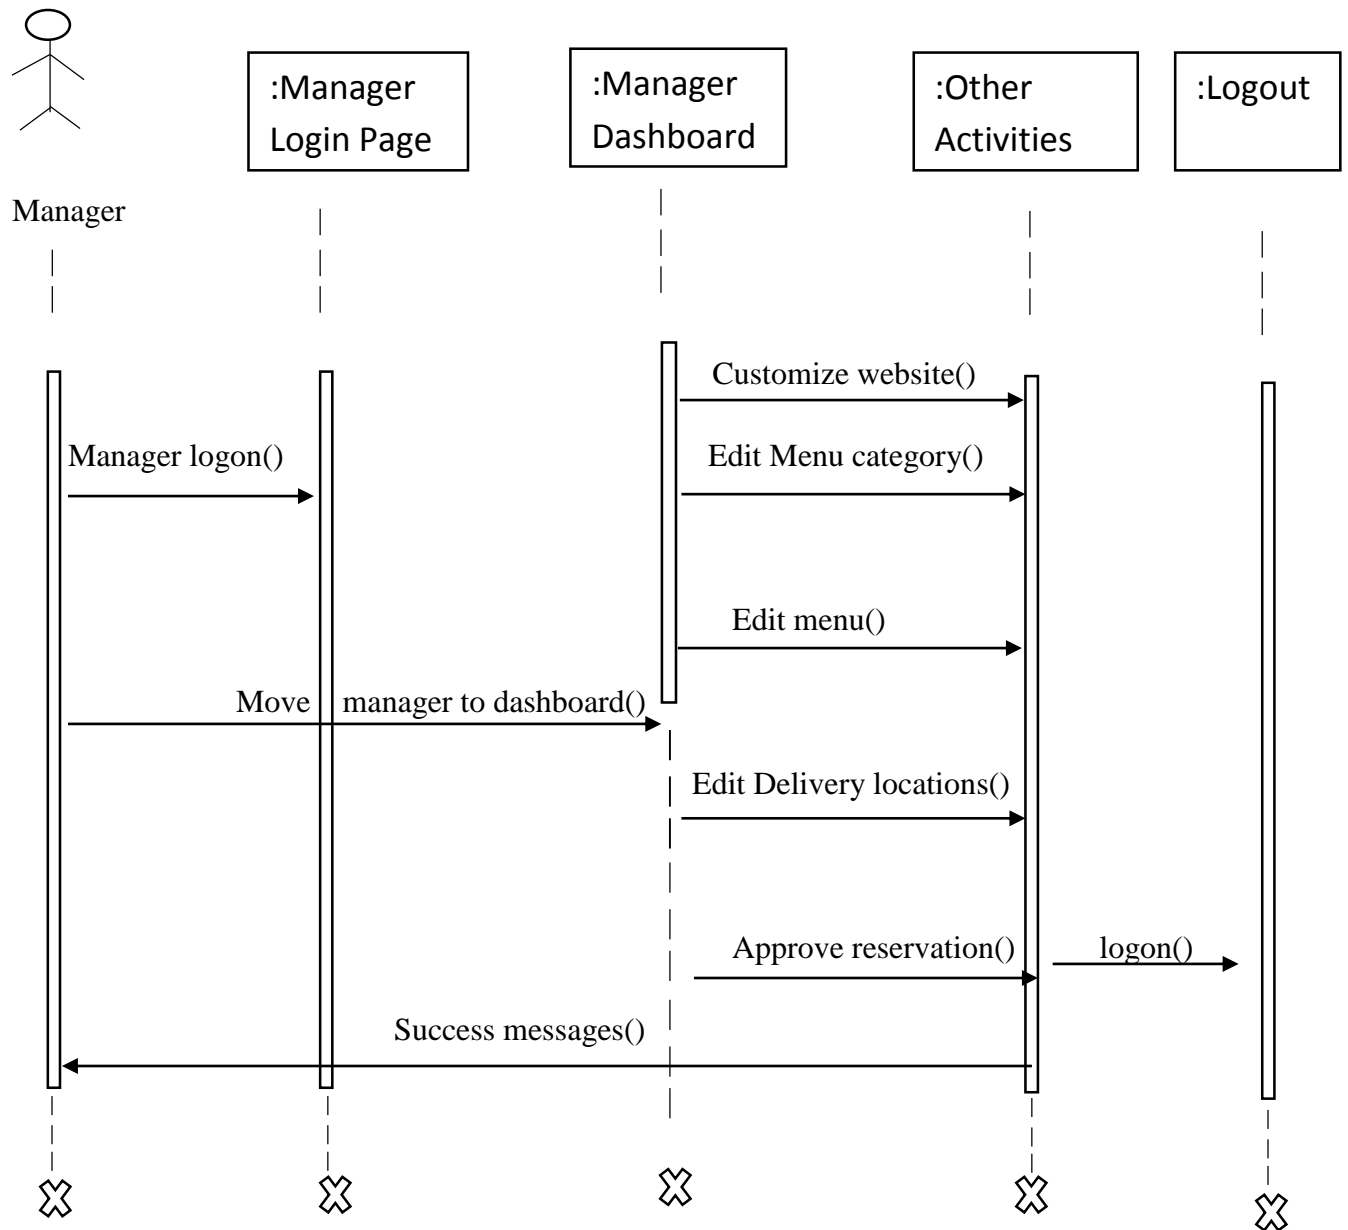 :Manager
Login Page
:Manager
Dashboard
:Other
Activities
:Logout
Manager
Customize website()
Manager logon()
Edit Menu category()
Edit menu()
Move manager to dashboard()
Edit Delivery locations()
Approve reservation()
logon()
Success messages()